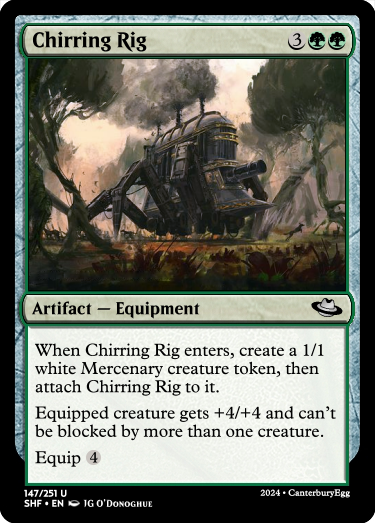 Chirring Rig 3
Artifact — Equipment
When Chirring Rig enters, create a 1/1
white Mercenary creature token, then
attach Chirring Rig to it.
Equipped creature gets +4/+4 and can't
be blocked by more than one creature.
Equip 4
147/251 U
SHF • EN IG O'Donoghue
2024 • CanterburyEgg